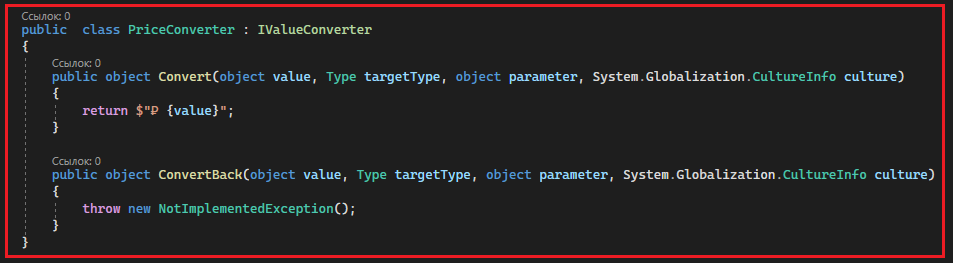 Ссылок: 0
public  class PriceConverter : IValueConverter
{
Ссылок: 0
public object Convert(object value, Type targetType, object parameter, System.Globalization.CultureInfo culture)
{
return $"₽ {value}";
}
Ссылок: 0
public object ConvertBack(object value, Type targetType, object parameter, System.Globalization.CultureInfo culture)
{
throw new NotImplementedException();
}
}